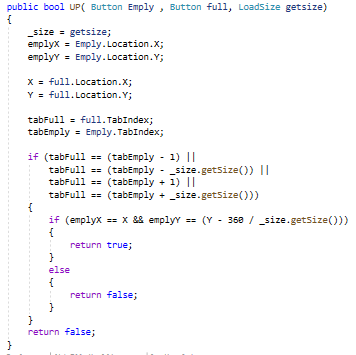 public bool UP( Button Emply , Button full, LoadSize getsize)
{
_size = getsize;
emplyX = Emply.Location.X;
emplyY = Emply.Location.Y;
X = full.Location.X;
Y = full.Location.Y;
tabFull = full.TabIndex;
tabEmply = Emply.TabIndex;
if (tabFull == (tabEmply - 1) ||
tabFull == (tabEmply - _size.getSize()) ||
tabFull == (tabEmply + 1) ||
tabFull == (tabEmply + _size.getSize()))
{
if (emplyX == X && emplyY == (Y - 360 / _size.getSize()))
{
return true;
}
else
{
return false;
}
}
return false;
}